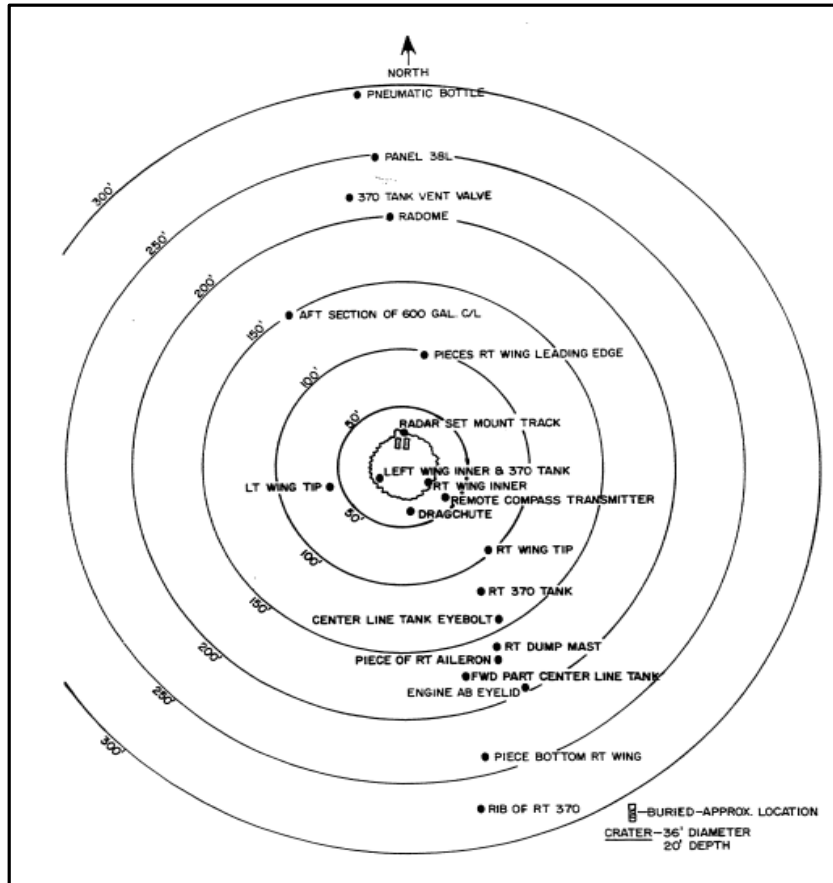 NORTH
PNEUMATIC BOTTLE
PANEL 38L
300'
370 TANK VENT VALVE
250'
RADOME
200'
AFT SECTION OF 600 GAL. C/L
150'
PIECES RT WING LEADING EDGE
100'
50'
RADAR SET MOUNT TRACK
LEFT WING INNER & 370 TANK
RT WING INNER
LT WING TIP
REMOTE COMPASS TRANSMITTER
50'
DRAGCHUTE
RT WING TIP
100'
RT 370 TANK
150'
CENTER LINE TANK EYEBOLT
RT DUMP MAST
200'
PIECE OF RT AILERON
FWD PART CENTER LINE TANK
ENGINE AB EYELID
250'
PIECE BOTTOM RT WING
300'
RIB OF RT 370
BURIED-APPROX. LOCATION
CRATER-36' DIAMETER
20' DEPTH